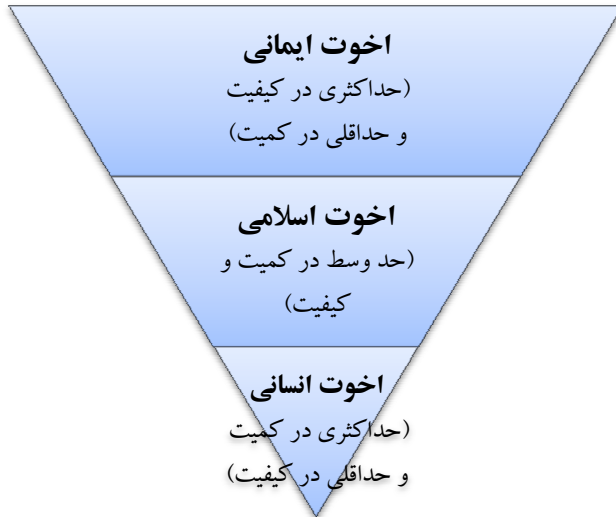 اخوت ایمانی
(حداکثری در کیفیت
و حداقلی در کمیت)
اخوت اسلامی
(حد وسط در کمیت و
کیفیت)
اخوت انسانی
(حداکثری در کمیت
و حداقلی در کیفیت)